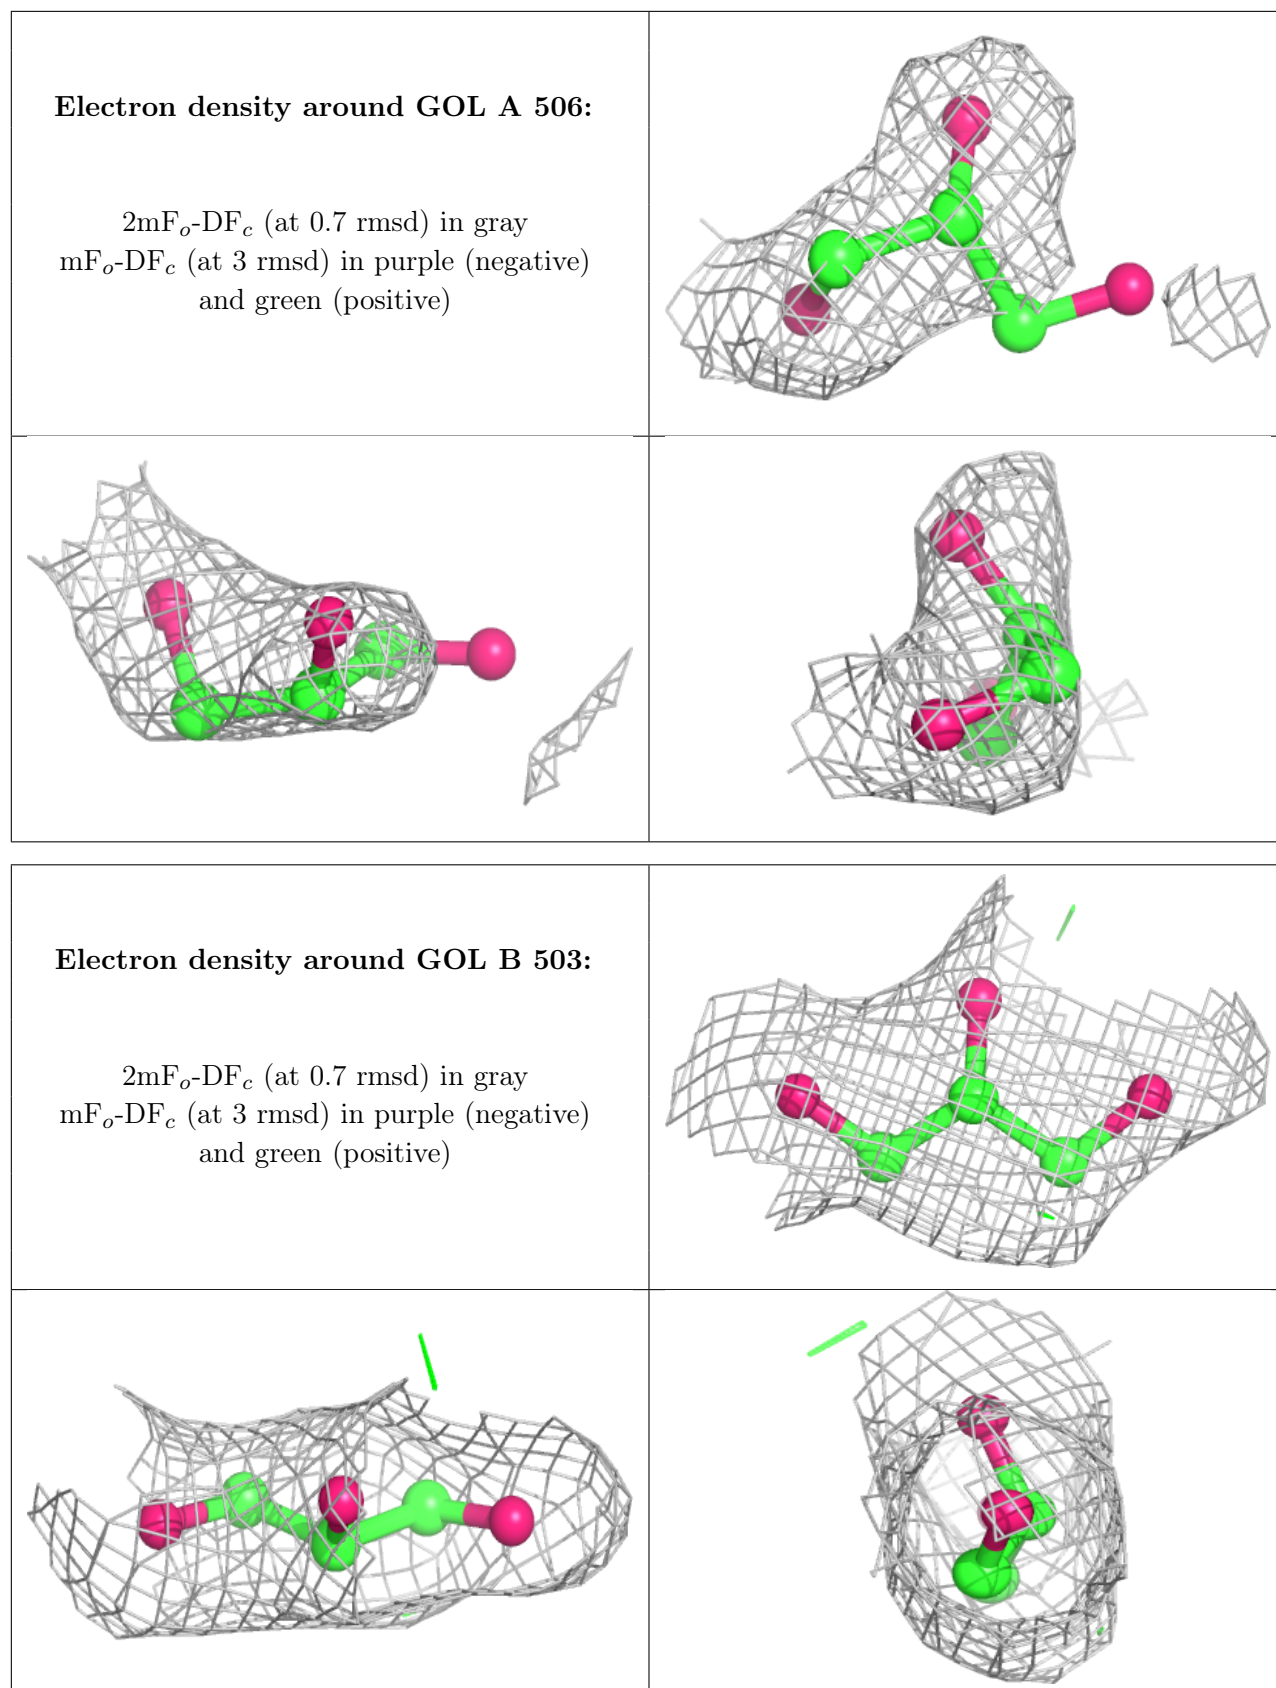 Electron density around GOL A 506:
2mFo-DFc (at 0.7 rmsd) in gray
mFo-DFc (at 3 rmsd) in purple (negative)
and green (positive)
Electron density around GOL B 503:
2mFo-DFc (at 0.7 rmsd) in gray
mFo-DFc (at 3 rmsd) in purple (negative)
and green (positive)